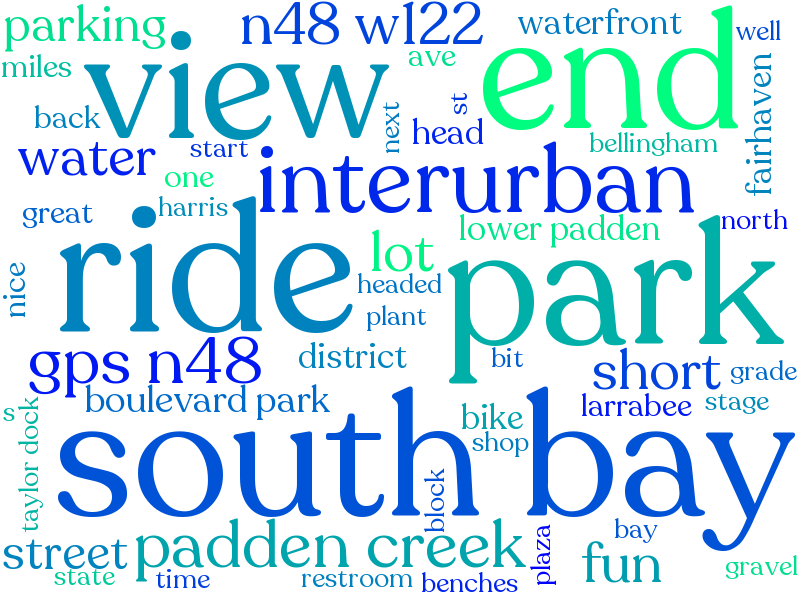 parking
n48 w122
waterfront
well
miles
view
ave
end
back
next
st
head
bellingham
fairhaven
water
start
one
interurban
great
harris
north
nice
ride
lot
lower padden
park
headed
plant
gps n48
district
bit
short
grade
s
taylor dock
boulevard park
bike
larrabee
stage
shop
south bay
block
street
padden creek
plaza
fun
bay
gravel
state
time
restroom
benches